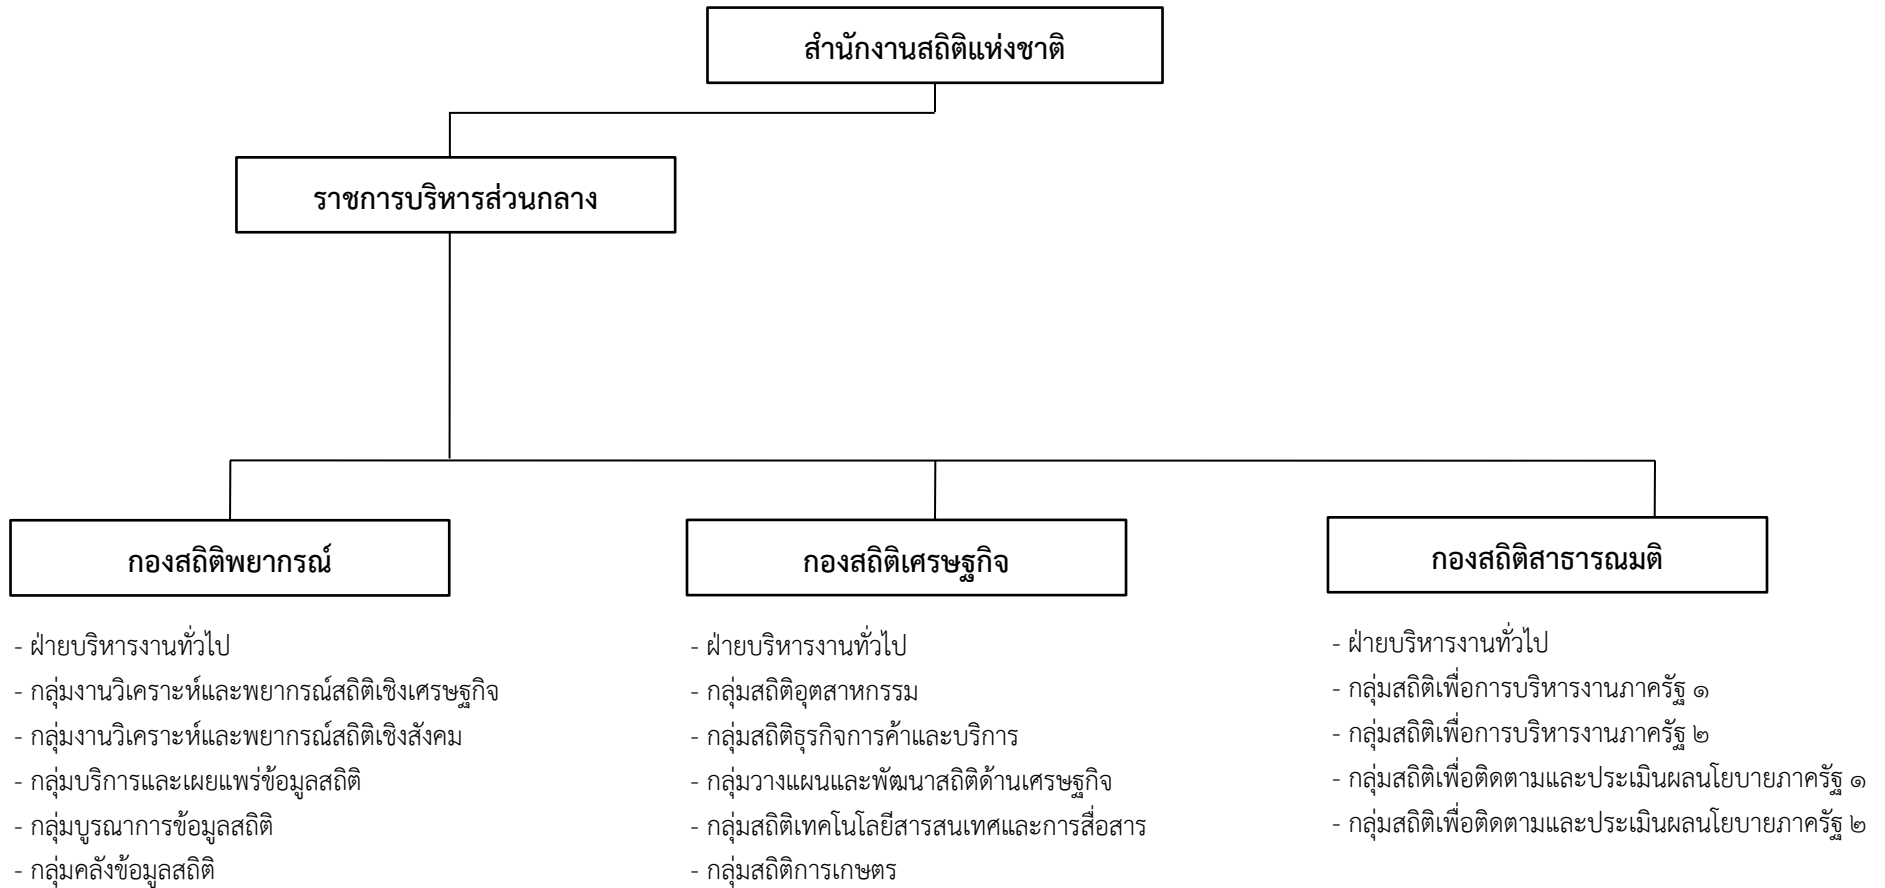 สำนักงานสถิติแห่งชาติ
ราชการบริหารส่วนกลาง
กองสถิติพยากรณ์
- ฝ่ายบริหารงานทั่วไป
- กลุ่มงานวิเคราะห์และพยากรณ์สถิติเชิงเศรษฐกิจ
- กลุ่มงานวิเคราะห์และพยากรณ์สถิติเชิงสังคม
- กลุ่มบริการและเผยแพร่ข้อมูลสถิติ
- กลุ่มบูรณาการข้อมูลสถิติ
- กลุ่มคลังข้อมูลสถิติ
กองสถิติเศรษฐกิจ
- ฝ่ายบริหารงานทั่วไป
- กลุ่มสถิติอุตสาหกรรม
- กลุ่มสถิติธุรกิจการค้าและบริการ
- กลุ่มวางแผนและพัฒนาสถิติด้านเศรษฐกิจ
- กลุ่มสถิติเทคโนโลยีสารสนเทศและการสื่อสาร
- กลุ่มสถิติการเกษตร
กองสถิติสาธารณมติ
- ฝ่ายบริหารงานทั่วไป
- กลุ่มสถิติเพื่อการบริหารงานภาครัฐ ๑
- กลุ่มสถิติเพื่อการบริหารงานภาครัฐ ๒
- กลุ่มสถิติเพื่อติดตามและประเมินผลนโยบายภาครัฐ ๑
- กลุ่มสถิติเพื่อติดตามและประเมินผลนโยบายภาครัฐ ๒